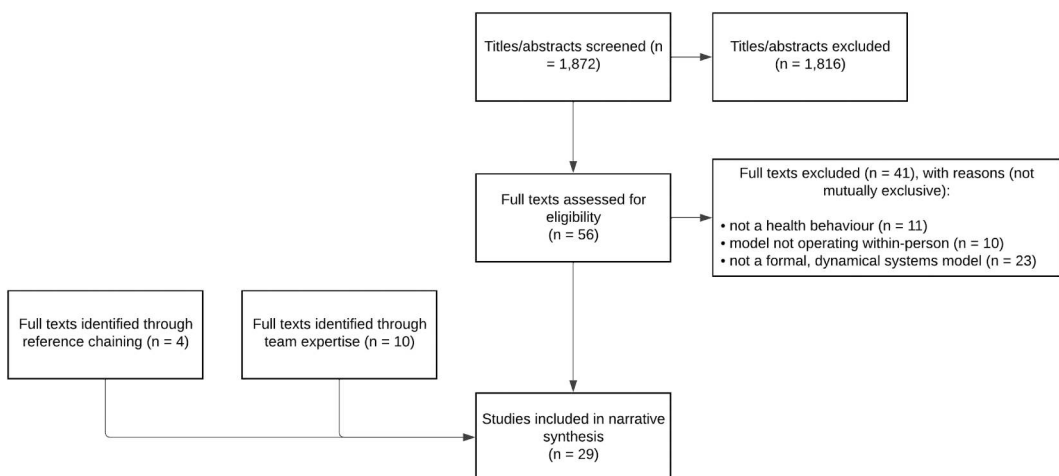 Titles/abstracts screened (n
= 1,872)
Titles/abstracts excluded
(n = 1,816)
Full texts assessed for
eligibility
(n = 56)
Full texts excluded (n = 41), with reasons (not
mutually exclusive):
• not a health behaviour (n = 11)
• model not operating within-person (n = 10)
• not a formal, dynamical systems model (n = 23)
Full texts identified through
reference chaining (n = 4)
Full texts identified through
team expertise (n = 10)
Studies included in narrative
synthesis
(n = 29)